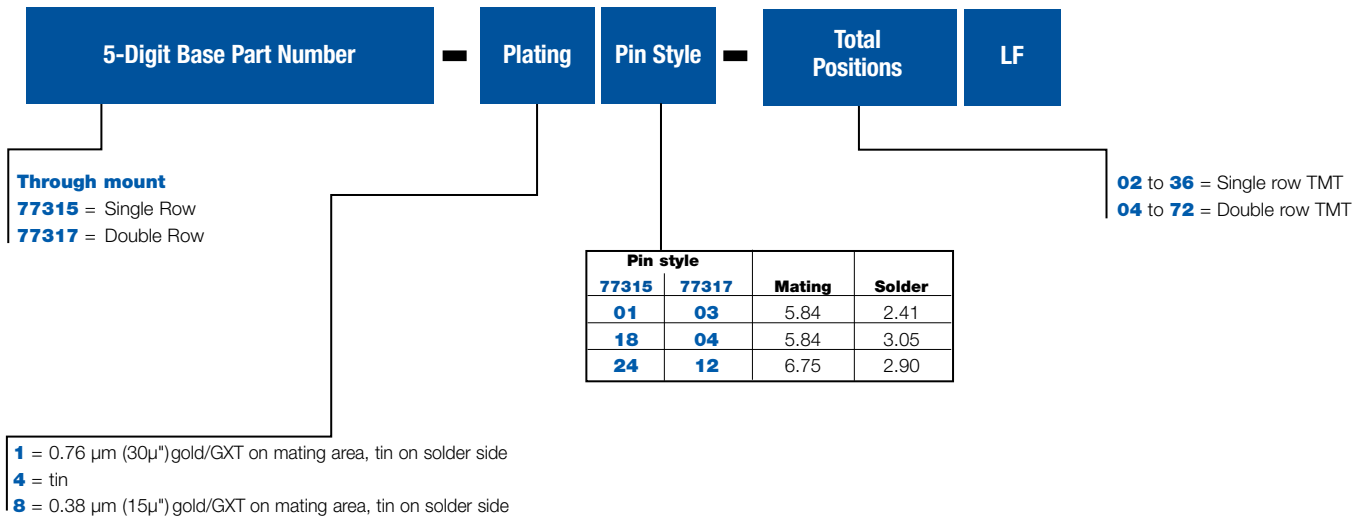 5-Digit Base Part Number - Plating Pin Style - Total Positions LF
Through mount
77315 = Single Row
77317 = Double Row
02 to 36 = Single row TMT
04 to 72 = Double row TMT
Pin style
77315 77317 Mating Solder
01 03 5.84 2.41
18 04 5.84 3.05
24 12 6.75 2.90
1 = 0.76 µm (30µ") gold/GXT on mating area, tin on solder side
4 = tin
8 = 0.38 µm (15µ") gold/GXT on mating area, tin on solder side